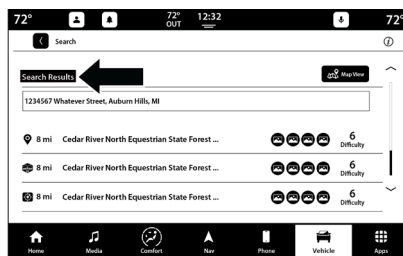 72° 72° OUT 12:32 72°
Search
Search Results
Map View
1234567 Whatever Street, Auburn Hills, MI
8 mi Cedar River North Equestrian State Forest ... 6 Difficulty
8 mi Cedar River North Equestrian State Forest ... 6 Difficulty
8 mi Cedar River North Equestrian State Forest ... 6 Difficulty
Home Media Comfort Nav Phone Vehicle Apps